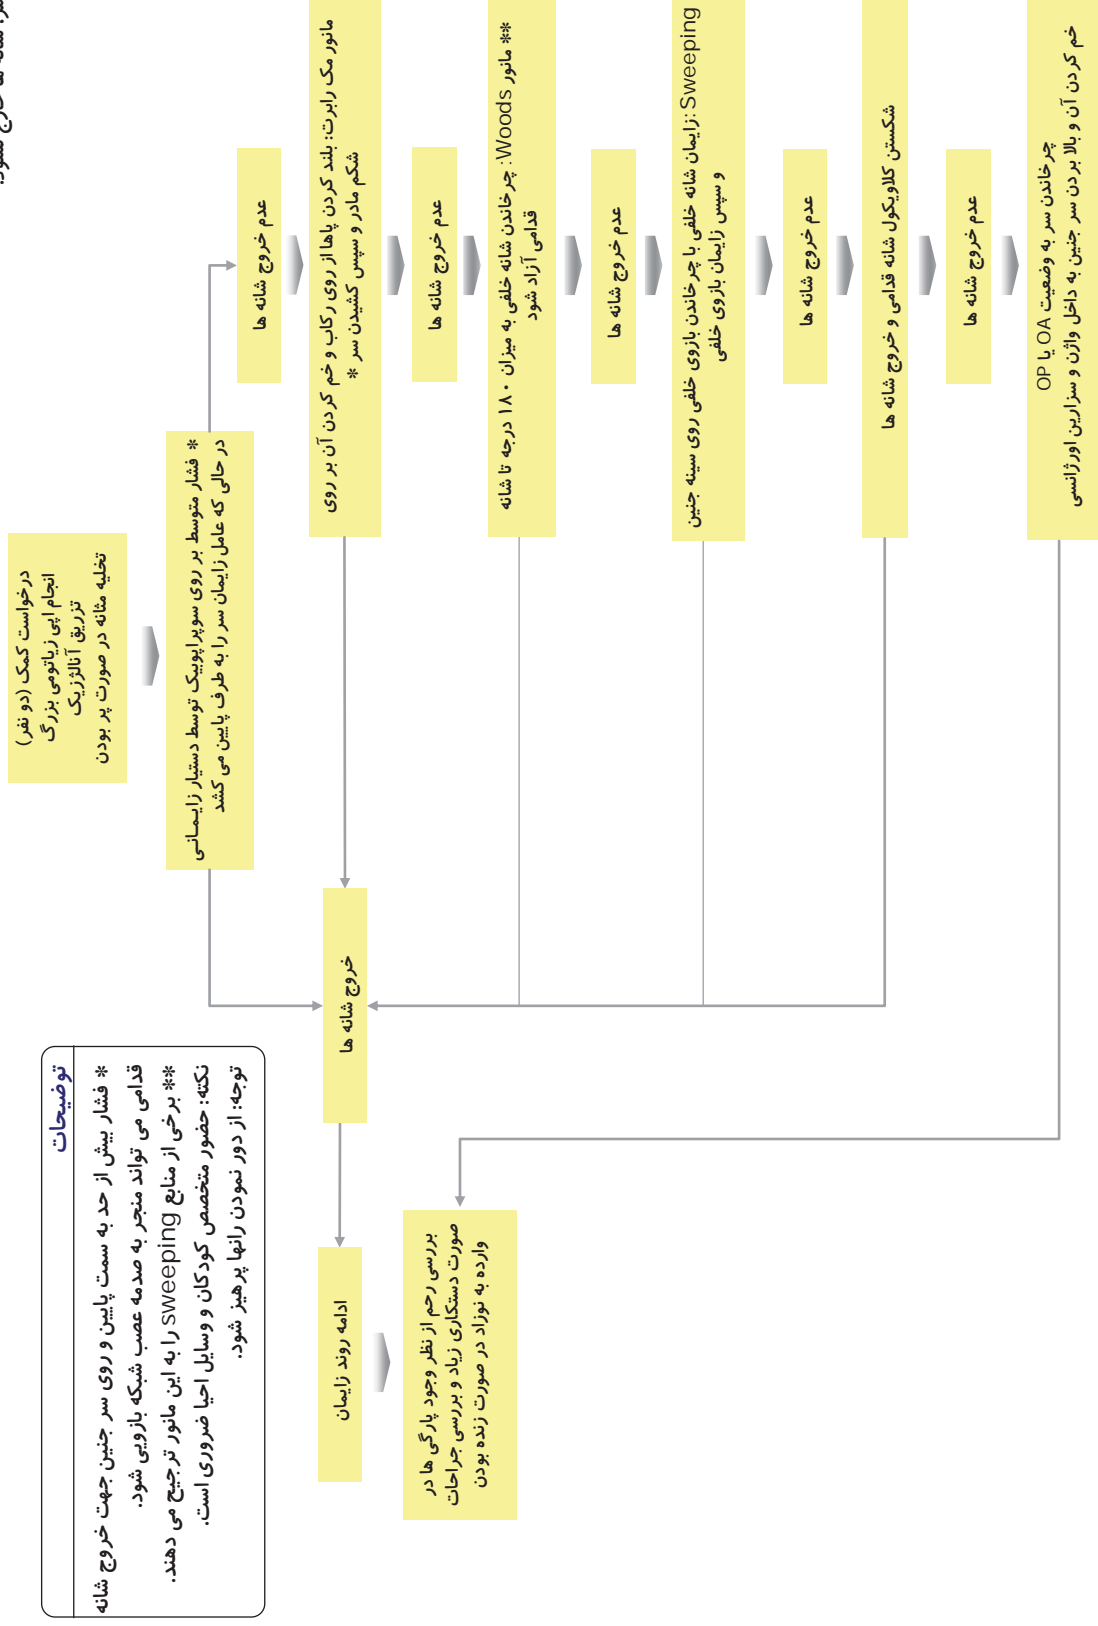 درخواست کمک (دو نفر)
انجام اپی زیاتومی بزرگ
تزریق آنالژزیک
تخلیه مثانه در صورت پر بودن
* فشار متوسط بر روی سوپراپوبیک توسط دستیار زایـمـانـی
در حالی که عامل زایمان سر را به طرف پایین می کشد
عدم خروج شانه ها
مانور مک رابرت: بلند کردن پاها از روی رکاب و خم کردن آن بر روی
شکم مادر و سپس کشیدن سر *
عدم خروج شانه ها
** مانور Woods: چرخاندن شانه خلفی به میزان ۱۸۰ درجه تا شانه
قدامی آزاد شود
عدم خروج شانه ها
Sweeping: زایمان شانه خلفی با چرخاندن بازوی خلفی روی سینه جنین
و سپس زایمان بازوی خلفی
عدم خروج شانه ها
شکستن کلاویکول شانه قدامی و خروج شانه ها
عدم خروج شانه ها
چرخاندن سر به وضعیت OA یا OP
خم کردن آن و بالا بردن سر جنین به داخل واژن و سزارین اورژانسی
خروج شانه ها
ادامه روند زایمان
بررسی رحم از نظر وجود پارگی ها در
صورت دستکاری زیاد و بررسی جراحات
وارده به نوزاد در صورت زنده بودن
توضیحات
* فشار بیش از حد به سمت پایین و روی سر جنین جهت خروج شانه
قدامی می تواند منجر به صدمه عصب شبکه بازویی شود.
** برخی از منابع sweeping را به این مانور ترجیح می دهند.
نکته: حضور متخصص کودکان و وسایل احیا ضروری است.
توجه: از دور نمودن رانها پرهیز شود.